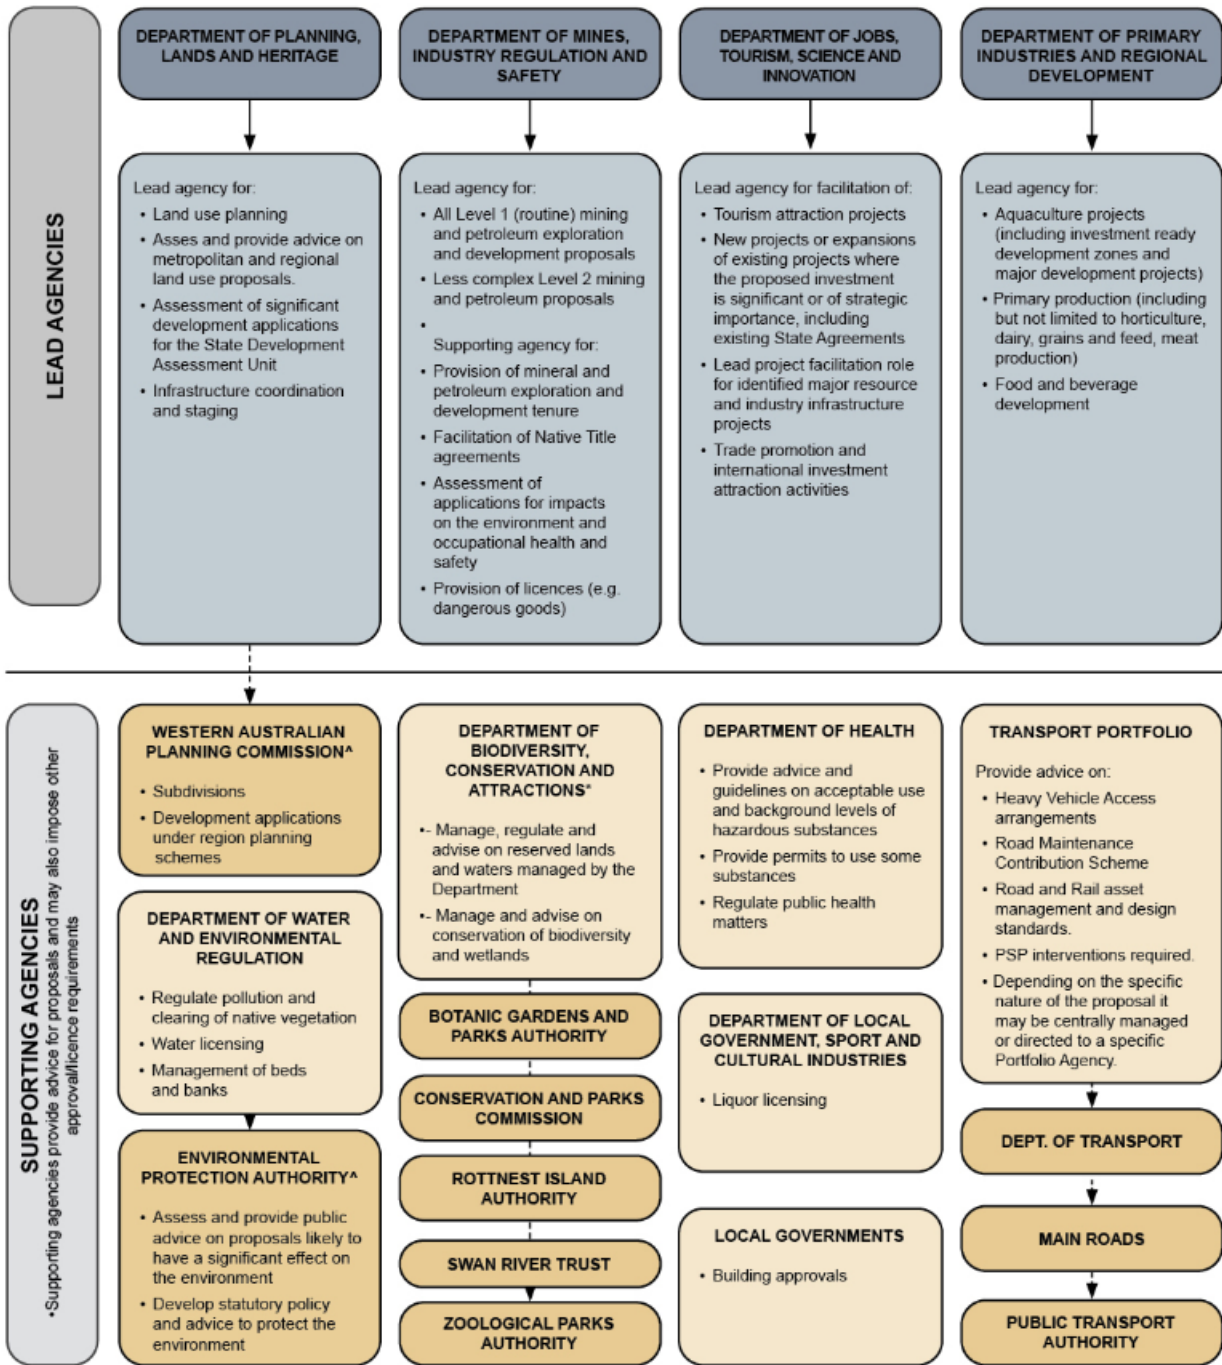 LEAD AGENCIES
DEPARTMENT OF PLANNING,
LANDS AND HERITAGE
Lead agency for:
• Land use planning
• Asses and provide advice on
metropolitan and regional
land use proposals.
• Assessment of significant
development applications
for the State Development
Assessment Unit
• Infrastructure coordination
and staging
DEPARTMENT OF MINES,
INDUSTRY REGULATION AND
SAFETY
Lead agency for:
• All Level 1 (routine) mining
and petroleum exploration
and development proposals
• Less complex Level 2 mining
and petroleum proposals
•
Supporting agency for:
• Provision of mineral and
petroleum exploration and
development tenure
• Facilitation of Native Title
agreements
• Assessment of
applications for impacts
on the environment and
occupational health and
safety
• Provision of licences (e.g.
dangerous goods)
DEPARTMENT OF JOBS,
TOURISM, SCIENCE AND
INNOVATION
Lead agency for facilitation of:
• Tourism attraction projects
• New projects or expansions
of existing projects where
the proposed investment
is significant or of strategic
importance, including
existing State Agreements
• Lead project facilitation role
for identified major resource
and industry infrastructure
projects
• Trade promotion and
international investment
attraction activities
DEPARTMENT OF PRIMARY
INDUSTRIES AND REGIONAL
DEVELOPMENT
Lead agency for:
• Aquaculture projects
(including investment ready
development zones and
major development projects)
• Primary production (including
but not limited to horticulture,
dairy, grains and feed, meat
production)
• Food and beverage
development
SUPPORTING AGENCIES
•Supporting agencies provide advice for proposals and may also impose other
approval/licence requirements
WESTERN AUSTRALIAN
PLANNING COMMISSION^
• Subdivisions
• Development applications
under region planning
schemes
DEPARTMENT OF WATER
AND ENVIRONMENTAL
REGULATION
• Regulate pollution and
clearing of native vegetation
• Water licensing
• Management of beds
and banks
ENVIRONMENTAL
PROTECTION AUTHORITY^
• Assess and provide public
advice on proposals likely to
have a significant effect on
the environment
• Develop statutory policy
and advice to protect the
environment
DEPARTMENT OF
BIODIVERSITY,
CONSERVATION AND
ATTRACTIONS*
•- Manage, regulate and
advise on reserved lands
and waters managed by the
Department
•- Manage and advise on
conservation of biodiversity
and wetlands
BOTANIC GARDENS AND
PARKS AUTHORITY
CONSERVATION AND PARKS
COMMISSION
ROTTNEST ISLAND
AUTHORITY
SWAN RIVER TRUST
ZOOLOGICAL PARKS
AUTHORITY
DEPARTMENT OF HEALTH
• Provide advice and
guidelines on acceptable use
and background levels of
hazardous substances
• Provide permits to use some
substances
• Regulate public health
matters
DEPARTMENT OF LOCAL
GOVERNMENT, SPORT AND
CULTURAL INDUSTRIES
• Liquor licensing
LOCAL GOVERNMENTS
• Building approvals
TRANSPORT PORTFOLIO
Provide advice on:
• Heavy Vehicle Access
arrangements
• Road Maintenance
Contribution Scheme
• Road and Rail asset
management and design
standards.
• PSP interventions required.
• Depending on the specific
nature of the proposal it
may be centrally managed
or directed to a specific
Portfolio Agency.
DEPT. OF TRANSPORT
MAIN ROADS
PUBLIC TRANSPORT
AUTHORITY